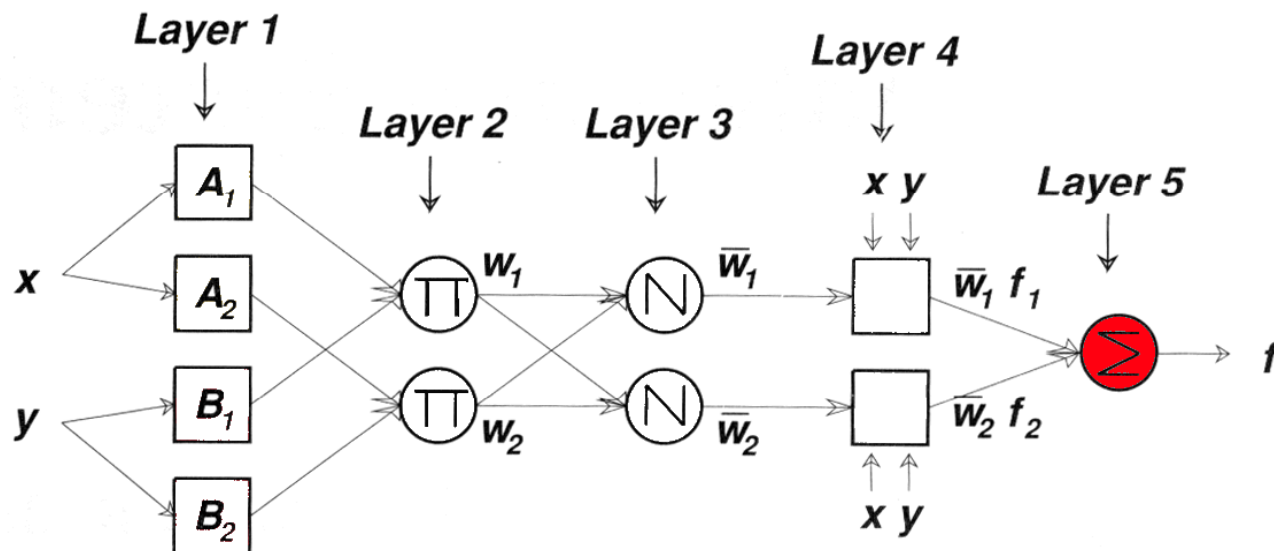 Layer 1
Layer 2
Layer 3
Layer 4
Layer 5
x y
A₁
A₂
B₁
B₂
x
y
Π
Π
w₁
w₂
N
N
w̅₁
w̅₂
w̅₁ f₁
w̅₂ f₂
x y
Σ
f